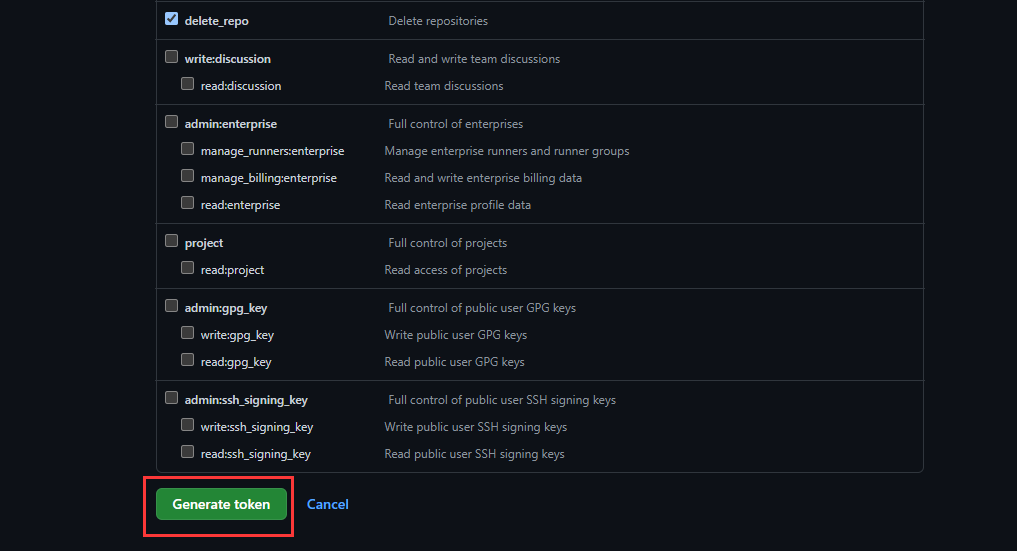 delete_repo Delete repositories
write:discussion Read and write team discussions
read:discussion Read team discussions
admin:enterprise Full control of enterprises
manage_runners:enterprise Manage enterprise runners and runner groups
manage_billing:enterprise Read and write enterprise billing data
read:enterprise Read enterprise profile data
project Full control of projects
read:project Read access of projects
admin:gpg_key Full control of public user GPG keys
write:gpg_key Write public user GPG keys
read:gpg_key Read public user GPG keys
admin:ssh_signing_key Full control of public user SSH signing keys
write:ssh_signing_key Write public user SSH signing keys
read:ssh_signing_key Read public user SSH signing keys
Generate token Cancel